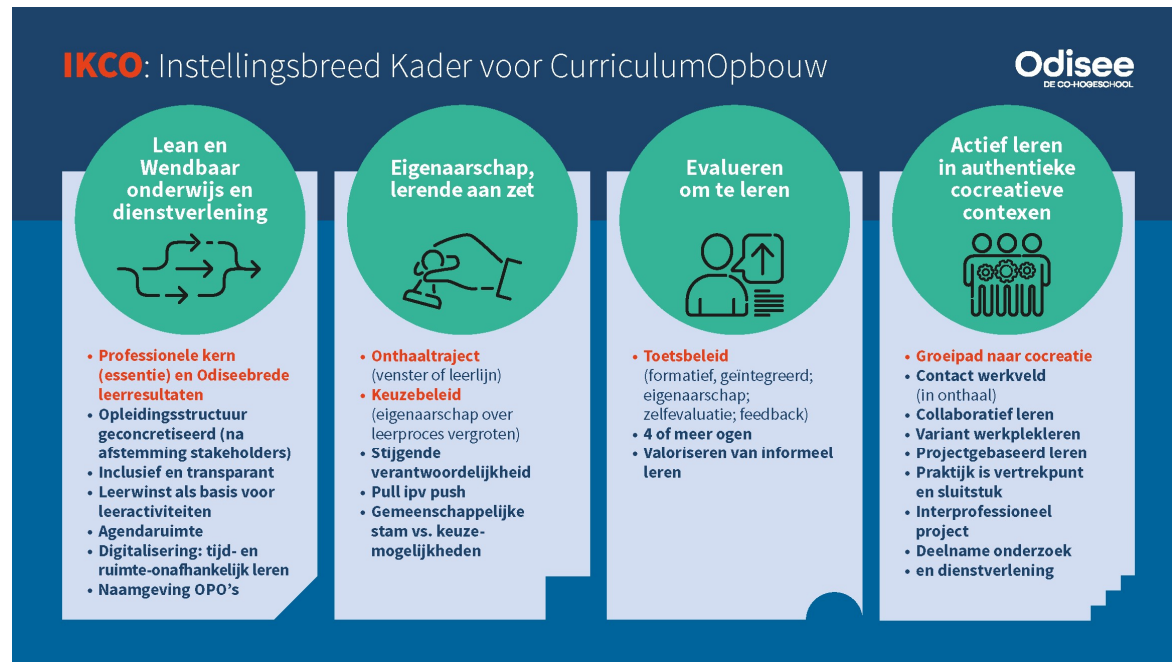 IKCO: Instellingsbreed Kader voor CurriculumOpbouw
Odisee
DE CO-HOGESCHOOL
Lean en
Wendbaar
onderwijs en
dienstverlening
• Professionele kern
(essentie) en Odiseebrede
leerresultaten
• Opleidingsstructuur
geconcretiseerd (na
afstemming stakeholders)
• Inclusief en transparant
• Leerwinst als basis voor
leeractiviteiten
• Agendaruimte
• Digitalisering: tijd- en
ruimte-onafhankelijk leren
• Naamgeving OPO's
Eigenaarschap,
lerende aan zet
• Onthaaltraject
(venster of leerlijn)
• Keuzebeleid
(eigenaarschap over
leerproces vergroten)
• Stijgende
verantwoordelijkheid
• Pull ipv push
• Gemeenschappelijke
stam vs. keuze-
mogelijkheden
Evalueren
om te leren
• Toetsbeleid
(formatief, geïntegreerd;
eigenaarschap;
zelfevaluatie; feedback)
• 4 of meer ogen
• Valoriseren van informeel
leren
Actief leren
in authentieke
cocreatieve
contexen
• Groeipad naar cocreatie
• Contact werkveld
(in onthaal)
• Collaboratief leren
• Variant werkplekleren
• Projectgebaseerd leren
• Praktijk is vertrekpunt
en sluitstuk
• Interprofessioneel
project
• Deelname onderzoek
• en dienstverlening